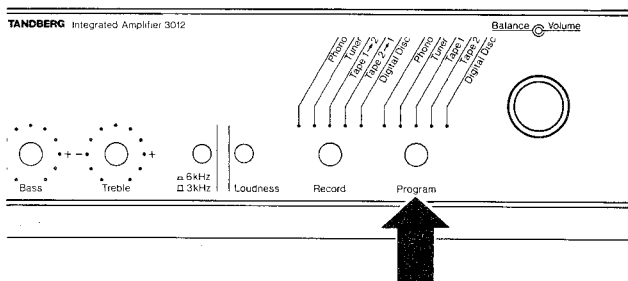 TANDBERG Integrated Amplifier 3012
Balance Volume
Phono
Tuner
Tape 1→2
Tape 2→1
Digital Disc
Phono
Tuner
Tape 1
Tape 2
Digital Disc
+ - +
6kHz
3kHz
Bass
Treble
Loudness
Record
Program